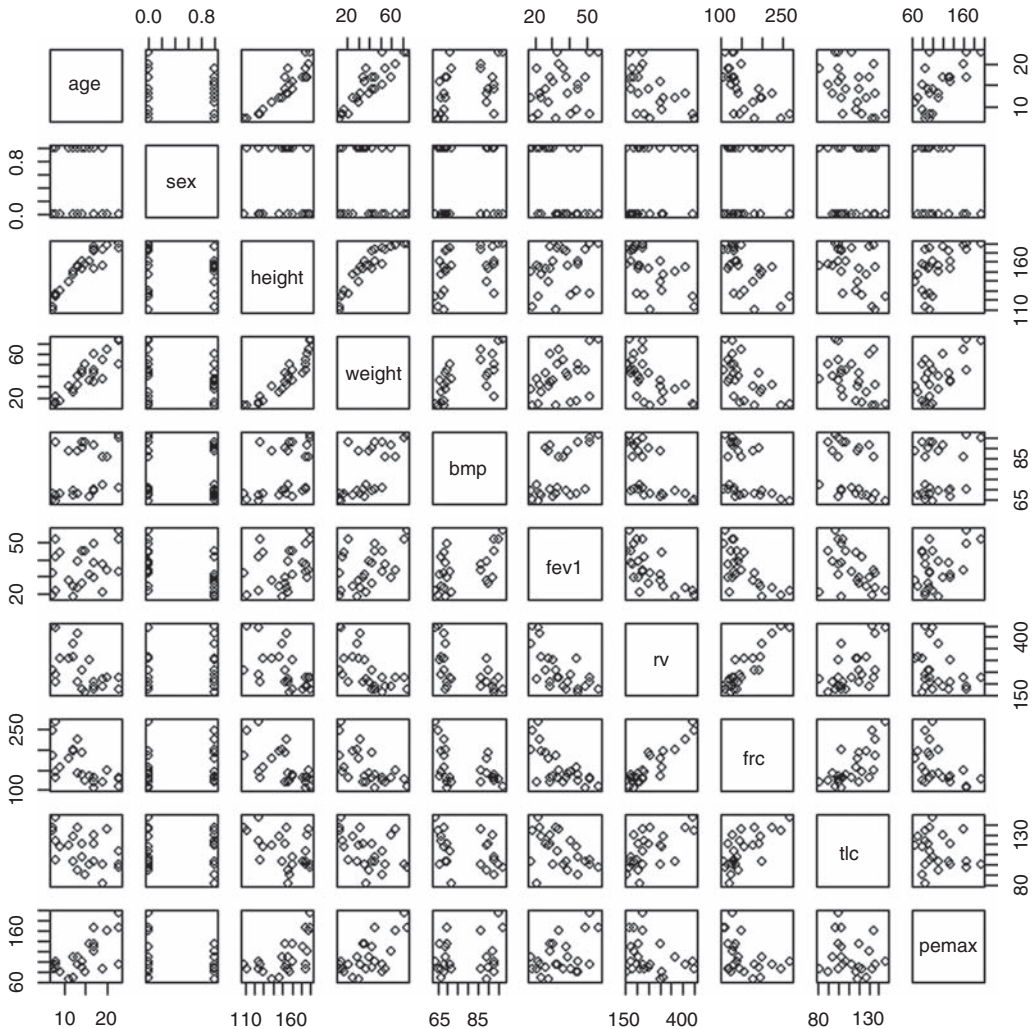 0.0 0.8 20 60 20 50 100 250 60 160
age 10 20
0.0 0.8 sex
height 110 160
20 60 weight
bmp 65 85
20 50 fev1
rv 150 400
100 250 frc
tlc 80 130
60 160 pemax
10 20 110 160 65 85 150 400 80 130